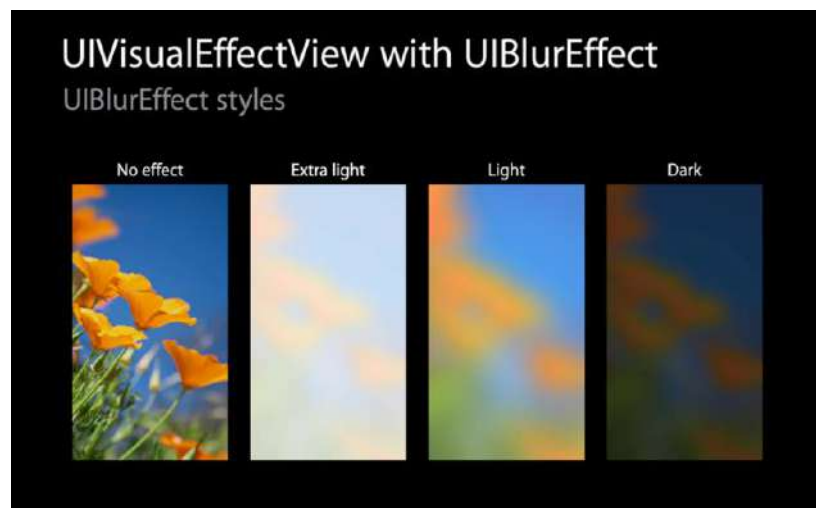 UIVisualEffectView with UIBlurEffect
UIBlurEffect styles
No effect
Extra light
Light
Dark